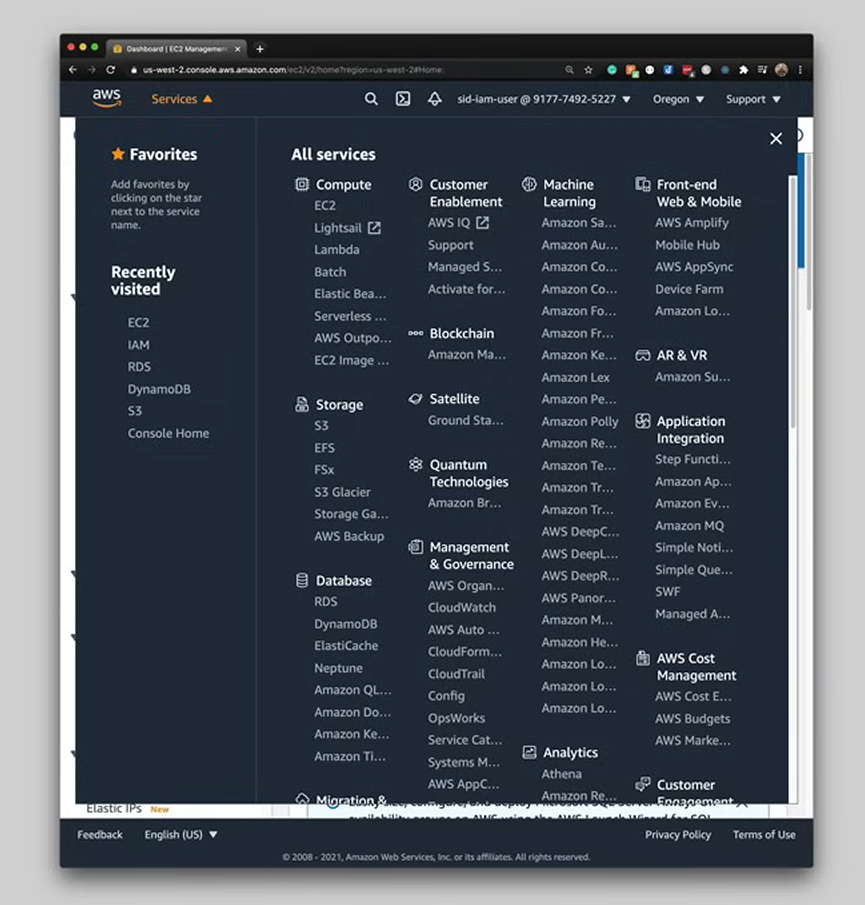 Dashboard | EC2 Managemen
us-west-2.console.aws.amazon.com/ec2/v2/home?region=us-west-2#Home:
aws
Services
sid-iam-user @ 9177-7492-5227
Oregon
Support
Favorites
Add favorites by
clicking on the star
next to the service
name.
Recently
visited
EC2
IAM
RDS
DynamoDB
S3
Console Home
All services
Compute
EC2
Lightsail
Lambda
Batch
Elastic Bea...
Serverless ...
AWS Outpo...
EC2 Image ...
Storage
S3
EFS
FSx
S3 Glacier
Storage Ga...
AWS Backup
Database
RDS
DynamoDB
ElastiCache
Neptune
Amazon QL...
Amazon Do...
Amazon Ke...
Amazon Ti...
Migration &
Customer
Enablement
AWS IQ
Support
Managed S...
Activate for...
Blockchain
Amazon Ma...
Satellite
Ground Sta...
Quantum
Technologies
Amazon Br...
Management
& Governance
AWS Organ...
CloudWatch
AWS Auto ...
CloudForm...
CloudTrail
Config
OpsWorks
Service Cat...
Systems M...
AWS AppC...
Machine
Learning
Amazon Sa...
Amazon Au...
Amazon Co...
Amazon Co...
Amazon Fo...
Amazon Fr...
Amazon Ke...
Amazon Lex
Amazon Pe...
Amazon Polly
Amazon Re...
Amazon Te...
Amazon Tr...
Amazon Tr...
AWS DeepC...
AWS DeepL...
AWS DeepR...
AWS Panor...
Amazon M...
Amazon He...
Amazon Lo...
Amazon Lo...
Amazon Lo...
Analytics
Athena
Amazon Re...
Front-end
Web & Mobile
AWS Amplify
Mobile Hub
AWS AppSync
Device Farm
Amazon Lo...
AR & VR
Amazon Su...
Application
Integration
Step Functi...
Amazon Ap...
Amazon Ev...
Amazon MQ
Simple Noti...
Simple Que...
SWF
Managed A...
AWS Cost
Management
AWS Cost E...
AWS Budgets
AWS Marke...
Customer
Engagement
Elastic IPs New
Feedback
English (US)
Privacy Policy
Terms of Use
© 2008 - 2021, Amazon Web Services, Inc. or its affiliates. All rights reserved.